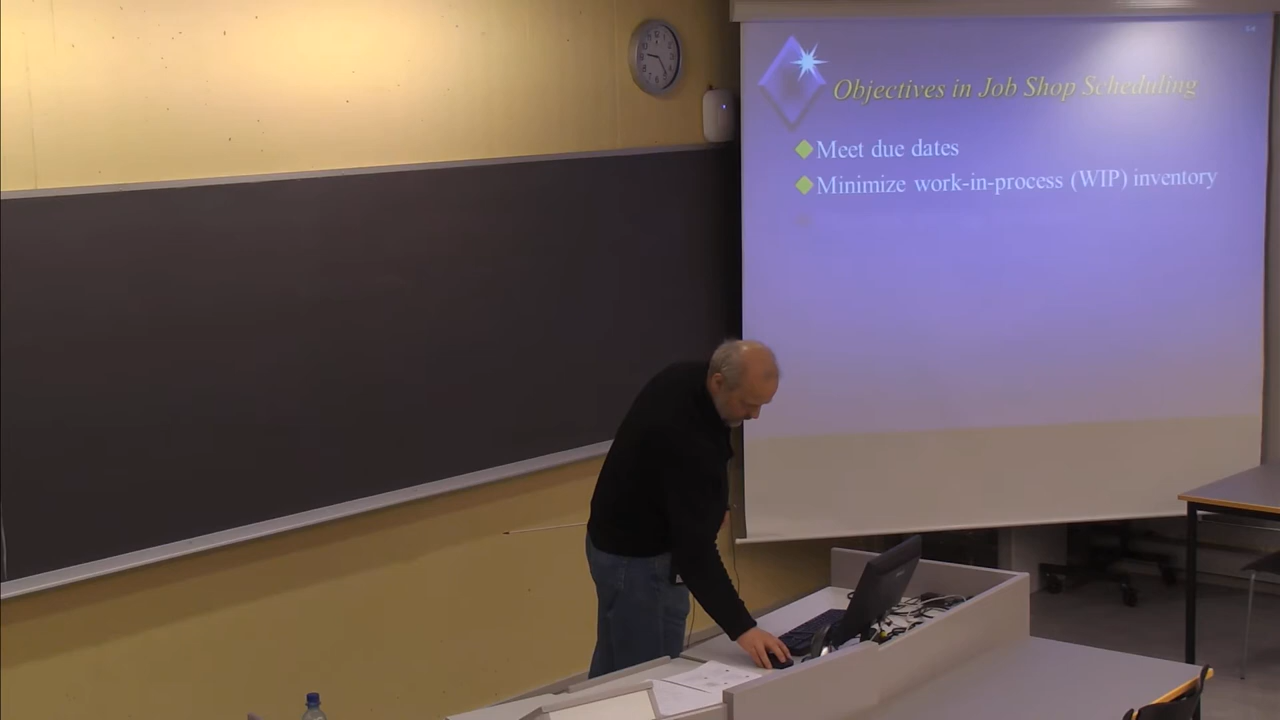 Objectives in Job Shop Scheduling
Meet due dates
Minimize work-in-process (WIP) inventory